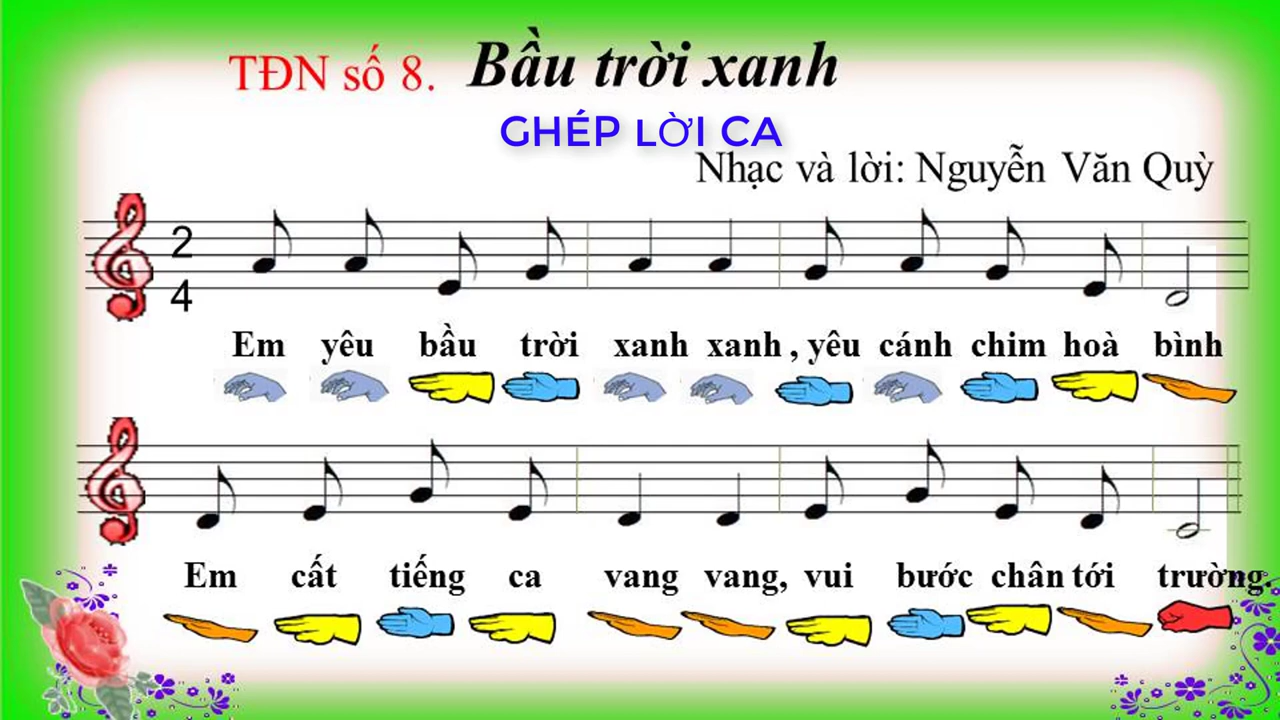 TĐN số 8. Bầu trời xanh
GHÉP LỜI CA
Nhạc và lời: Nguyễn Văn Quỳ
2
4
Em yêu bầu trời xanh xanh , yêu cánh chim hoà bình
Em cất tiếng ca vang vang, vui bước chân tới trường.